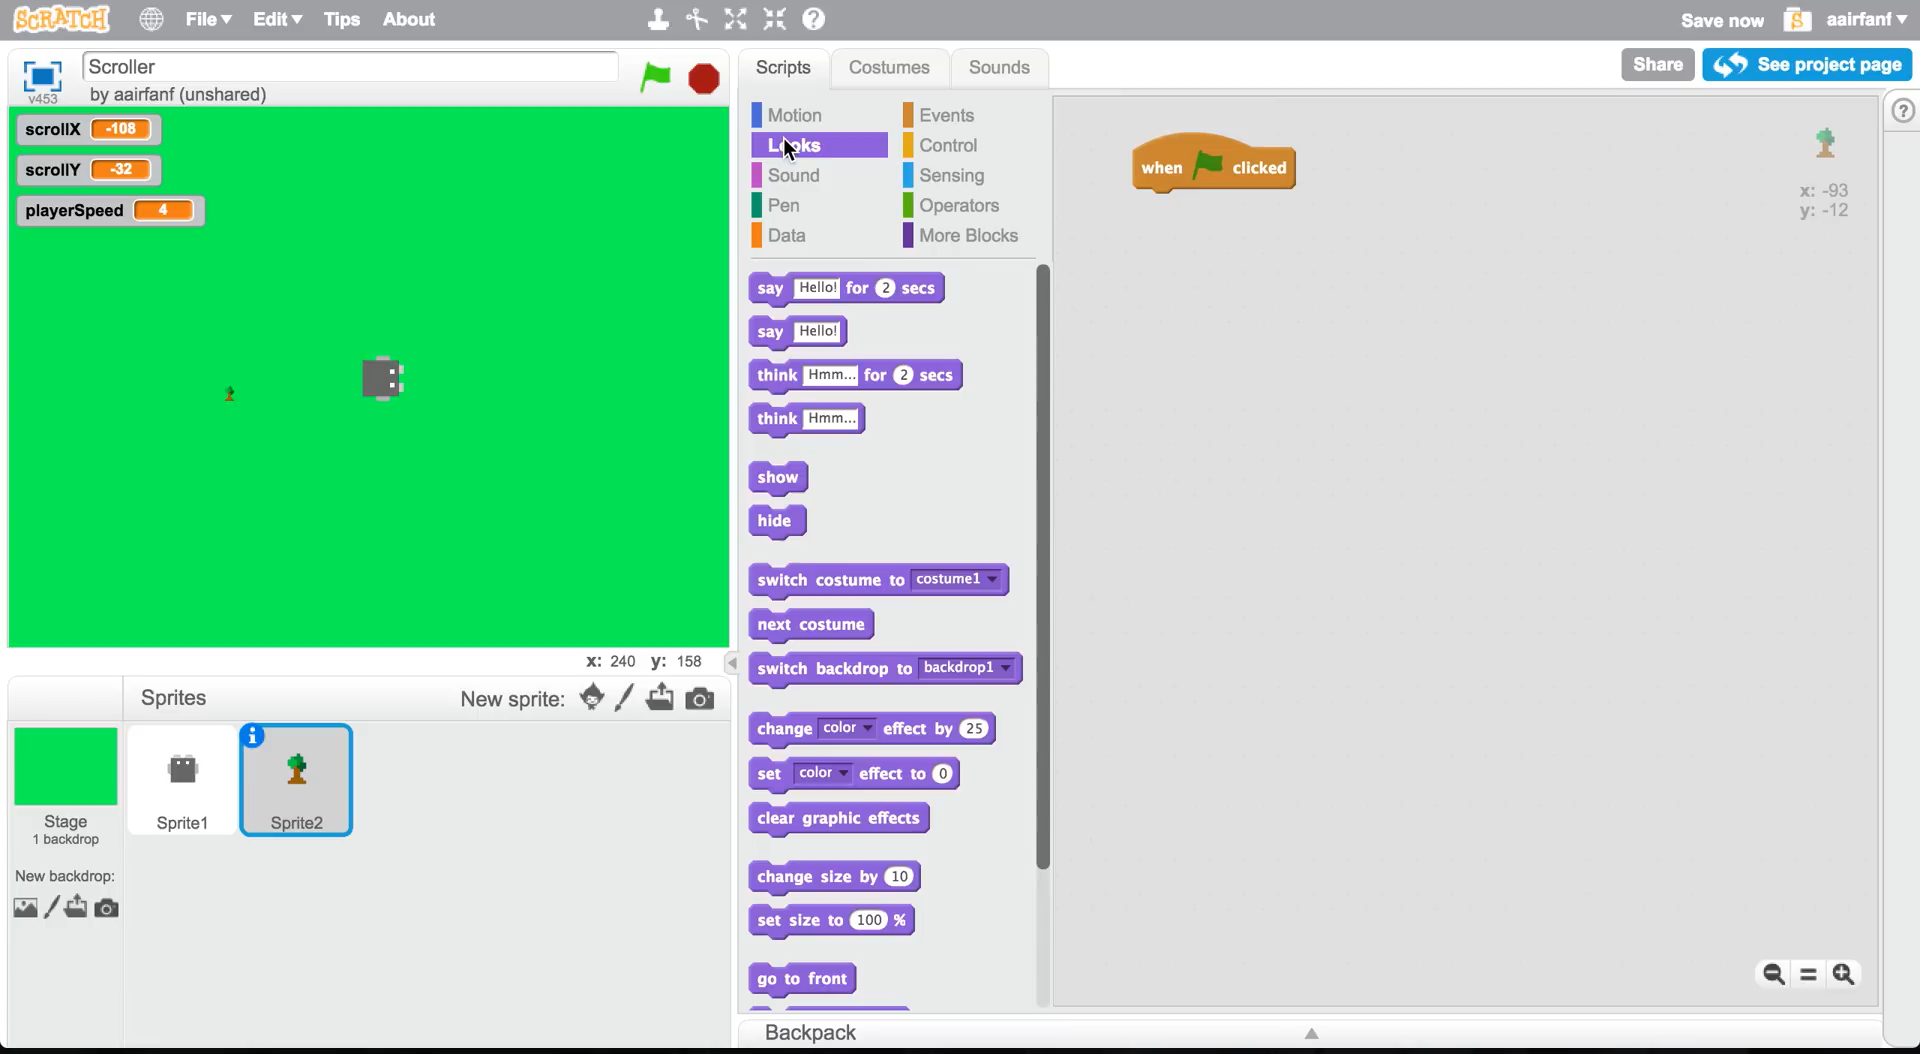 SCRATCH File Edit Tips About Save now aairfanf
v453
Scroller
by aairfanf (unshared)
Scripts Costumes Sounds Share See project page
scrollX -108
scrollY -32
playerSpeed 4
x: 240 y: 158
Sprites New sprite:
Stage
1 backdrop
New backdrop:
Sprite1
Sprite2
Motion Events
Looks Control
Sound Sensing
Pen Operators
Data More Blocks
say Hello! for 2 secs
say Hello!
think Hmm... for 2 secs
think Hmm...
show
hide
switch costume to costume1
next costume
switch backdrop to backdrop1
change color effect by 25
set color effect to 0
clear graphic effects
change size by 10
set size to 100 %
go to front
when clicked
x: -93
y: -12
Backpack